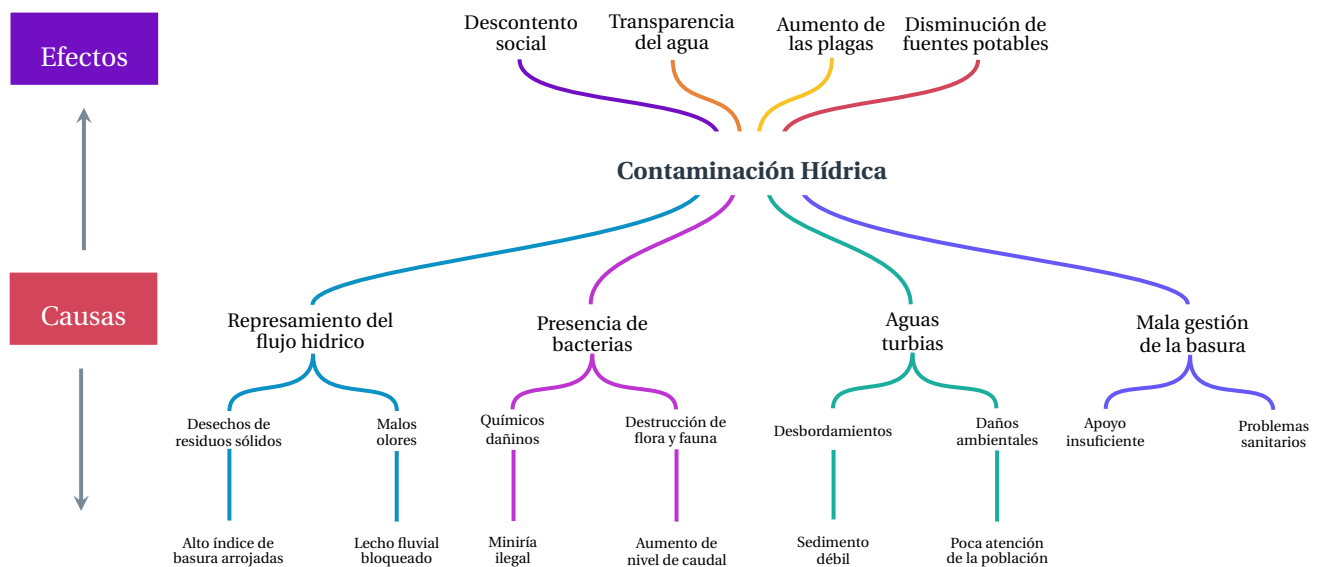 Efectos
Descontento
social
Transparencia
del agua
Aumento de
las plagas
Disminución de
fuentes potables
Contaminación Hídrica
Causas
Represamiento del
flujo hidrico
Presencia de
bacterias
Aguas
turbias
Mala gestión
de la basura
Desechos de
residuos sólidos
Malos
olores
Químicos
dañinos
Destrucción de
flora y fauna
Desbordamientos
Daños
ambientales
Apoyo
insuficiente
Problemas
sanitarios
Alto índice de
basura arrojadas
Lecho fluvial
bloqueado
Miniría
ilegal
Aumento de
nivel de caudal
Sedimento
débil
Poca atención
de la población